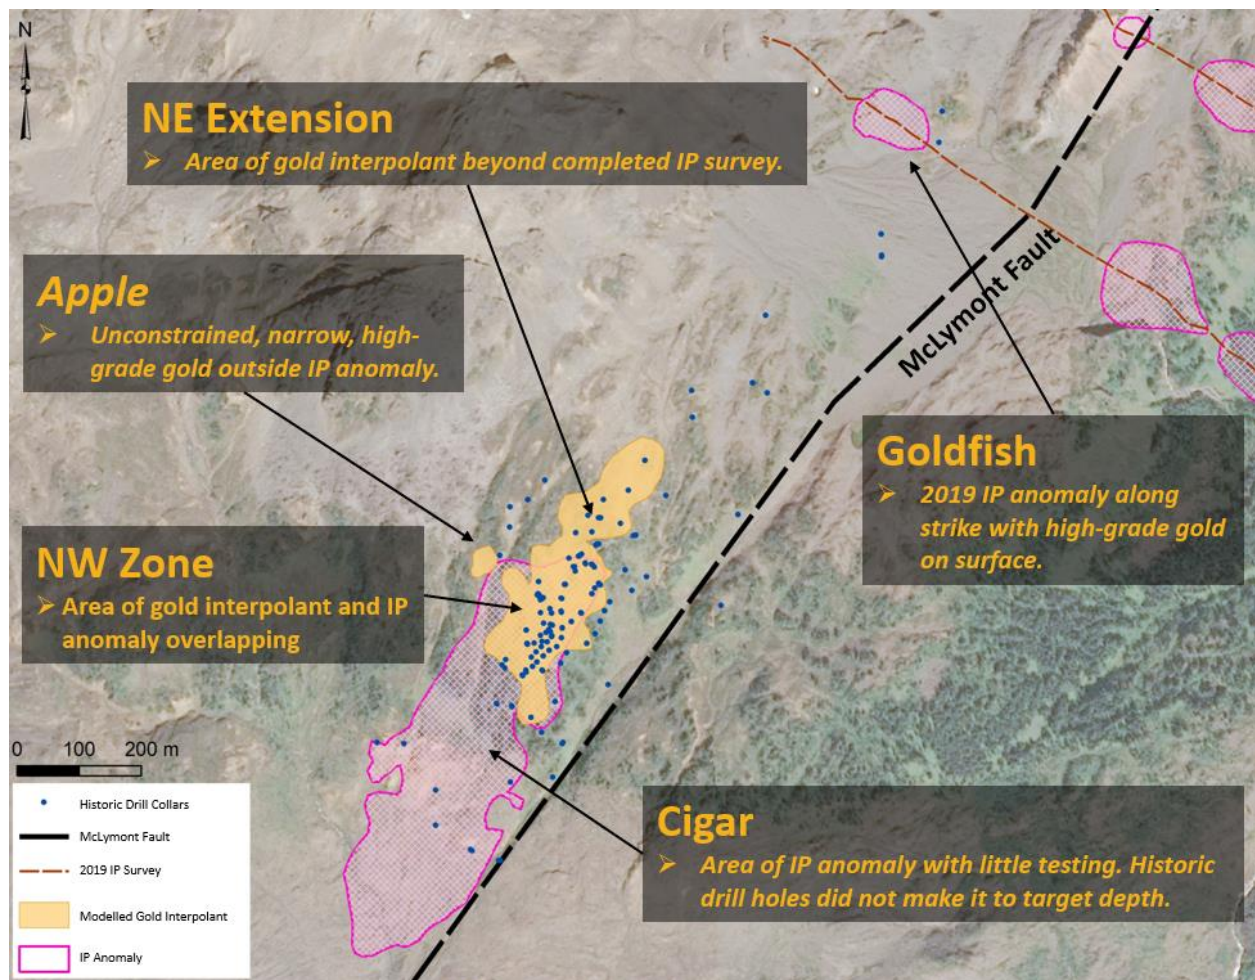 N
NE Extension
➢ Area of gold interpolant beyond completed IP survey.
Apple
➢ Unconstrained, narrow, high-
grade gold outside IP anomaly.
McLymont Fault
Goldfish
➢ 2019 IP anomaly along
strike with high-grade gold
on surface.
NW Zone
➢ Area of gold interpolant and IP
anomaly overlapping
0 100 200 m
Historic Drill Collars
McLymont Fault
2019 IP Survey
Modelled Gold Interpolant
IP Anomaly
Cigar
➢ Area of IP anomaly with little testing. Historic
drill holes did not make it to target depth.